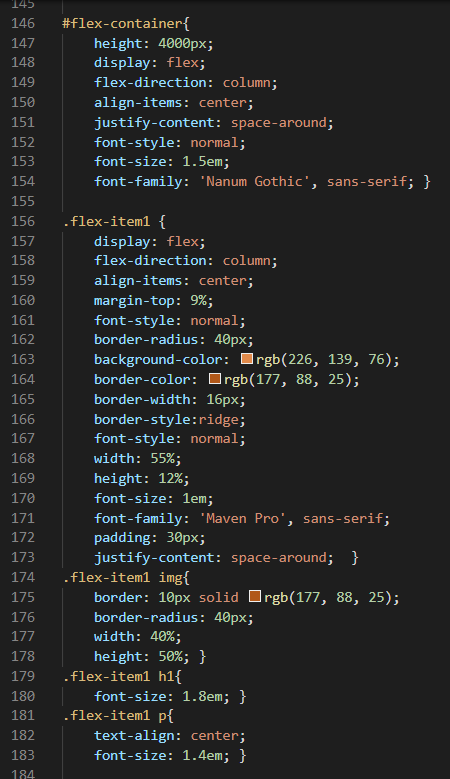 145
146 #flex-container{
147     height: 4000px;
148     display: flex;
149     flex-direction: column;
150     align-items: center;
151     justify-content: space-around;
152     font-style: normal;
153     font-size: 1.5em;
154     font-family: 'Nanum Gothic', sans-serif; }
155
156 .flex-item1 {
157     display: flex;
158     flex-direction: column;
159     align-items: center;
160     margin-top: 9%;
161     font-style: normal;
162     border-radius: 40px;
163     background-color: rgb(226, 139, 76);
164     border-color: rgb(177, 88, 25);
165     border-width: 16px;
166     border-style:ridge;
167     font-style: normal;
168     width: 55%;
169     height: 12%;
170     font-size: 1em;
171     font-family: 'Maven Pro', sans-serif;
172     padding: 30px;
173     justify-content: space-around;  }
174 .flex-item1 img{
175     border: 10px solid rgb(177, 88, 25);
176     border-radius: 40px;
177     width: 40%;
178     height: 50%; }
179 .flex-item1 h1{
180     font-size: 1.8em; }
181 .flex-item1 p{
182     text-align: center;
183     font-size: 1.4em; }
184